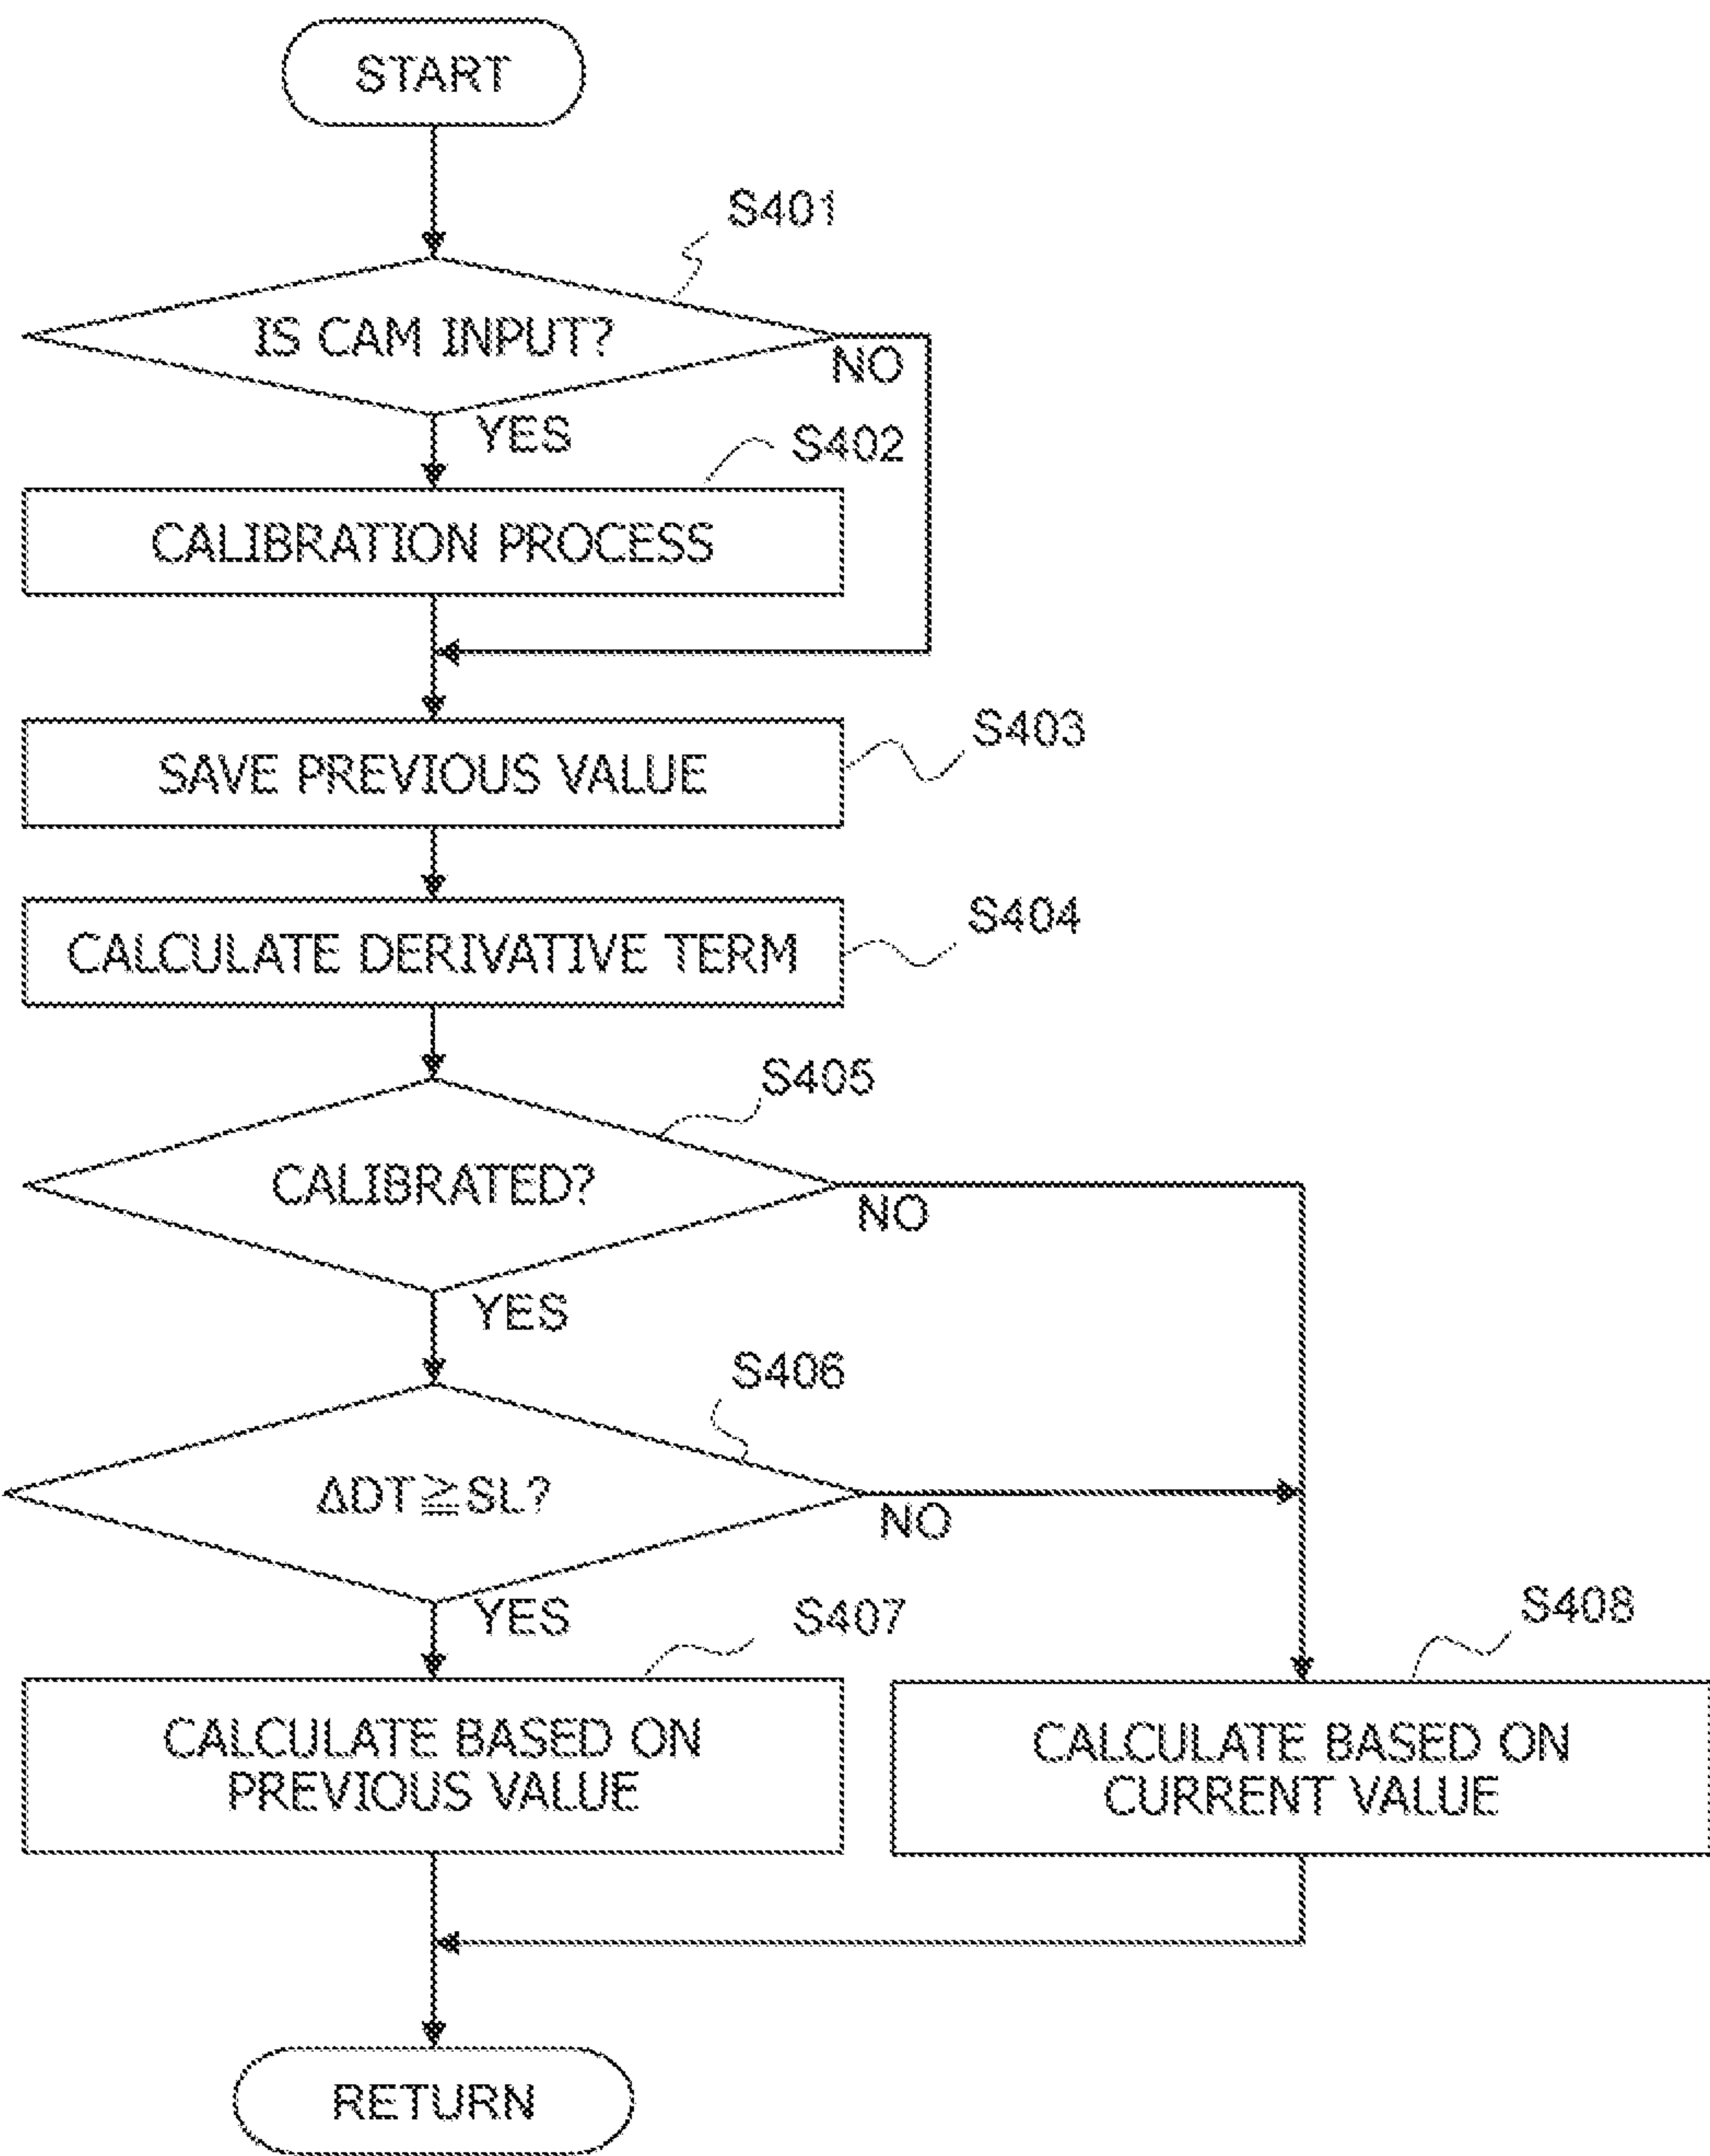 START
S401
IS CAM INPUT?
NO
YES
S402
CALIBRATION PROCESS
S403
SAVE PREVIOUS VALUE
S404
CALCULATE DERIVATIVE TERM
S405
CALIBRATED?
NO
YES
S406
ΔDT≧SL?
NO
YES
S407
S408
CALCULATE BASED ON
PREVIOUS VALUE
CALCULATE BASED ON
CURRENT VALUE
RETURN